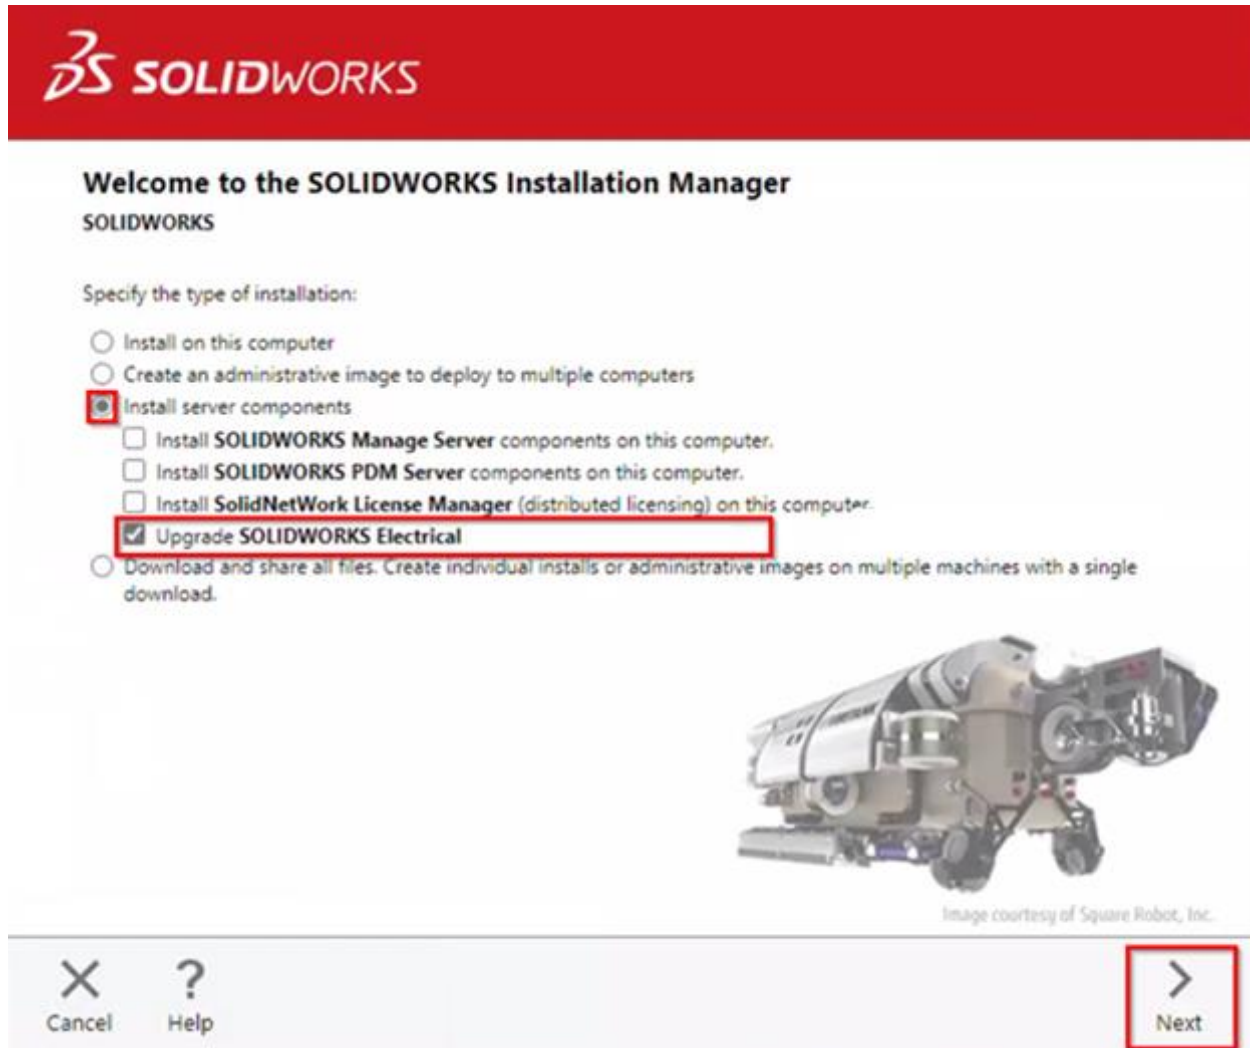 3S SOLIDWORKS
Welcome to the SOLIDWORKS Installation Manager
SOLIDWORKS
Specify the type of installation:
Install on this computer
Create an administrative image to deploy to multiple computers
Install server components
Install SOLIDWORKS Manage Server components on this computer.
Install SOLIDWORKS PDM Server components on this computer.
Install SolidNetWork License Manager (distributed licensing) on this computer.
Upgrade SOLIDWORKS Electrical
Download and share all files. Create individual installs or administrative images on multiple machines with a single
download.
Image courtesy of Square Robot, Inc.
Cancel
?
Help
Next